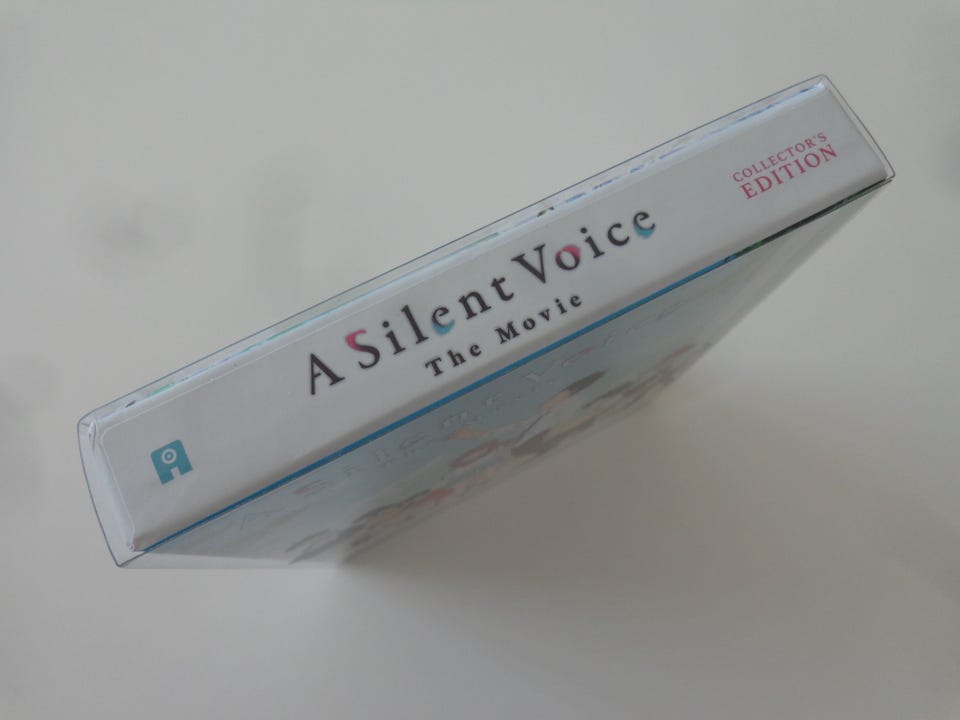 A Silent Voice
The Movie
COLLECTOR'S
EDITION